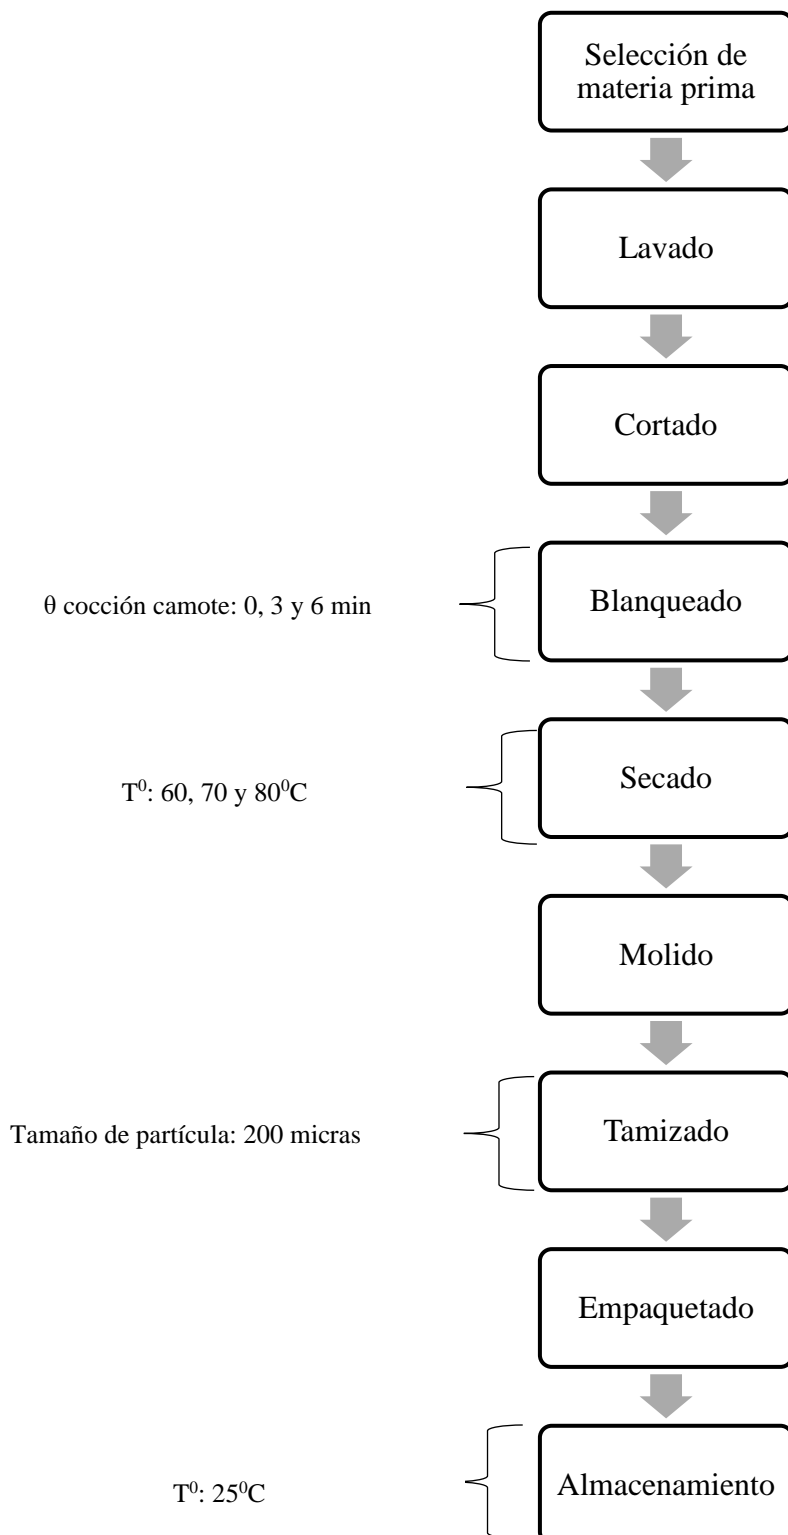 Selección de
materia prima
Lavado
Cortado
θ cocción camote: 0, 3 y 6 min
Blanqueado
T⁰: 60, 70 y 80⁰C
Secado
Molido
Tamaño de partícula: 200 micras
Tamizado
Empaquetado
T⁰: 25⁰C
Almacenamiento